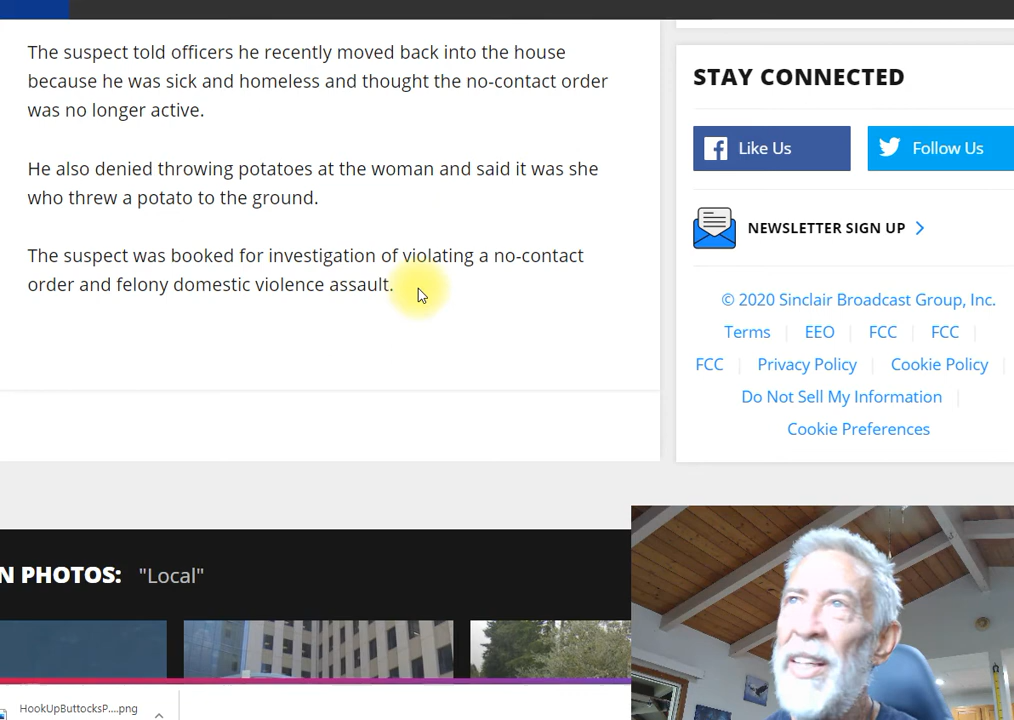 The suspect told officers he recently moved back into the house
because he was sick and homeless and thought the no-contact order
was no longer active.
He also denied throwing potatoes at the woman and said it was she
who threw a potato to the ground.
The suspect was booked for investigation of violating a no-contact
order and felony domestic violence assault.
STAY CONNECTED
Like Us
Follow Us
NEWSLETTER SIGN UP
© 2020 Sinclair Broadcast Group, Inc.
Terms | EEO | FCC | FCC |
FCC | Privacy Policy | Cookie Policy |
Do Not Sell My Information |
Cookie Preferences
N PHOTOS: "Local"
HookUpButtocksP....png